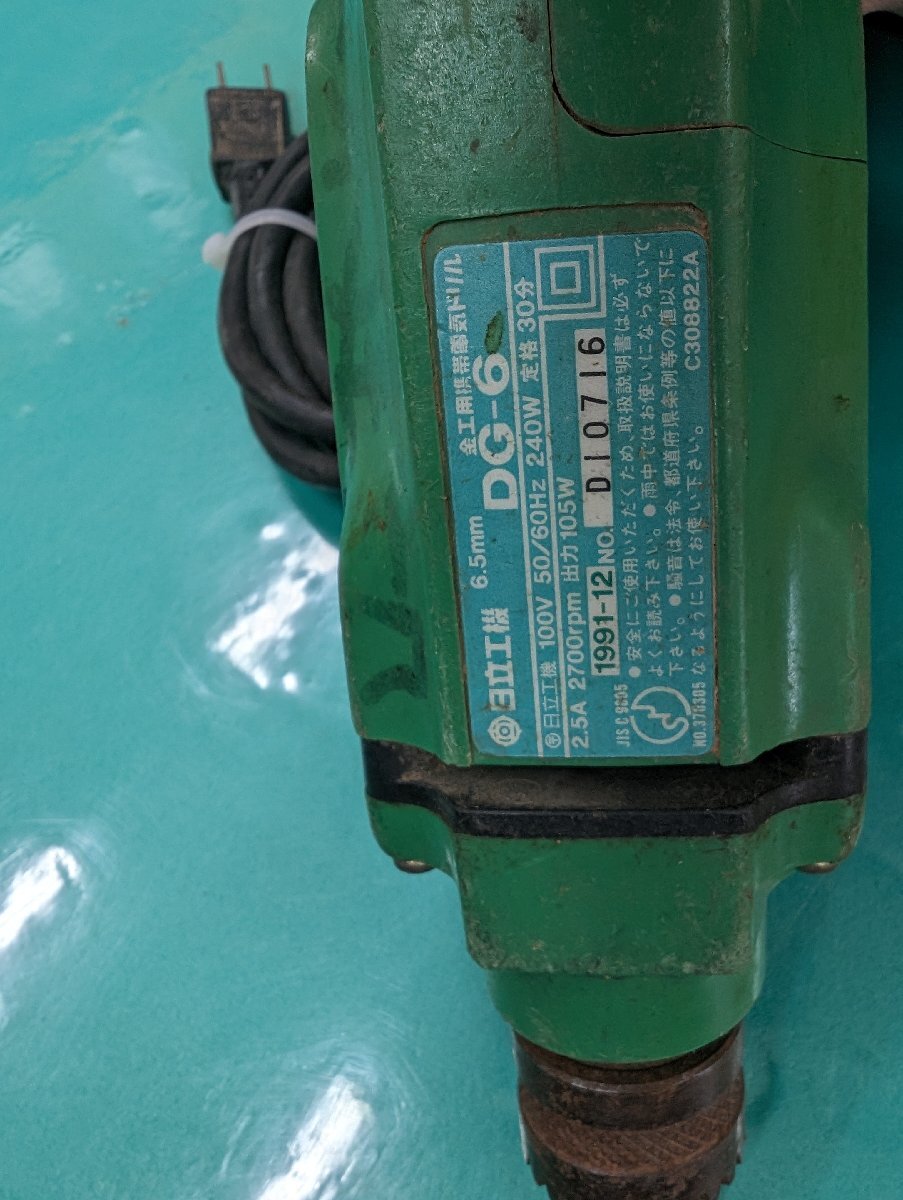 金工用携帯電気ドリル
日立工機 6.5mm DG-6
日立工機 100V 50/60Hz 240W 定格 30分
2.5A 2700rpm 出力 105W
1991-12 NO. D10716
JIS C 9605
●安全にご使用いただくため、取扱説明書は必ず
よくお読み下さい。●雨中ではお使いにならないで
下さい。●騒音は法令、都道府県条例等の値以下に
なるようにしてお使い下さい。
NO.378385
C308822A